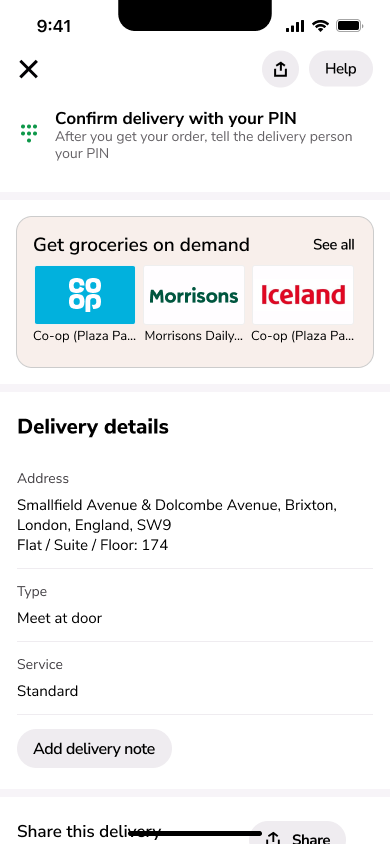 9:41
Help
Confirm delivery with your PIN
After you get your order, tell the delivery person
your PIN
Get groceries on demand
See all
CO
OP
Morrisons
Iceland
Co-op (Plaza Pa...
Morrisons Daily...
Co-op (Plaza Pa...
Delivery details
Address
Smallfield Avenue & Dolcombe Avenue, Brixton,
London, England, SW9
Flat / Suite / Floor: 174
Type
Meet at door
Service
Standard
Add delivery note
Share this delivery
Share